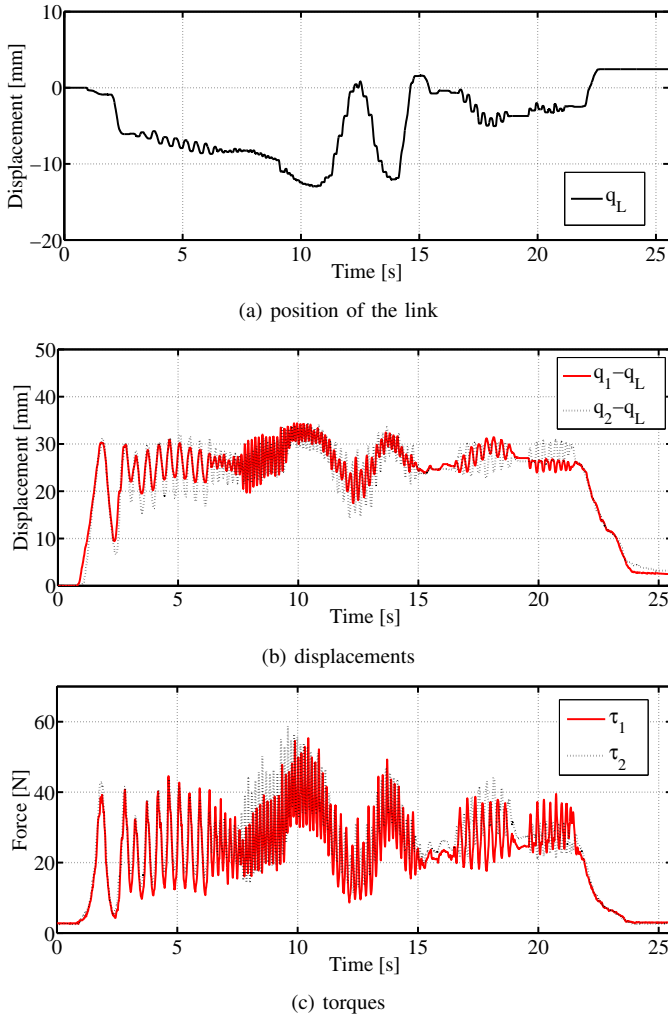 10
0
−10
−20
Displacement [mm]
q_L
0 5 10 15 20 25
Time [s]
(a) position of the link
50
40
30
20
10
0
Displacement [mm]
q_1−q_L
q_2−q_L
0 5 10 15 20 25
Time [s]
(b) displacements
60
40
20
0
Force [N]
τ_1
τ_2
0 5 10 15 20 25
Time [s]
(c) torques